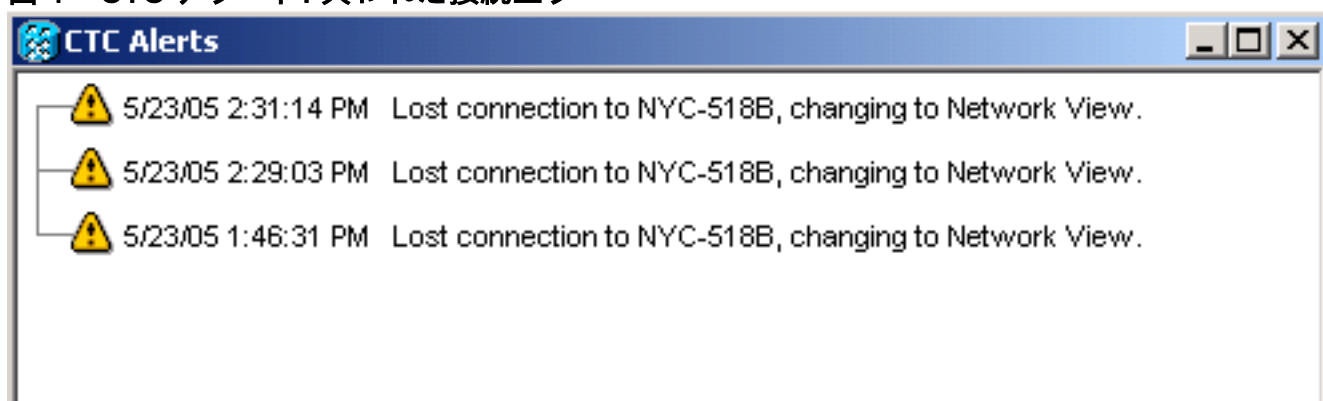 CTC Alerts
5/23/05 2:31:14 PM Lost connection to NYC-518B, changing to Network View.
5/23/05 2:29:03 PM Lost connection to NYC-518B, changing to Network View.
5/23/05 1:46:31 PM Lost connection to NYC-518B, changing to Network View.